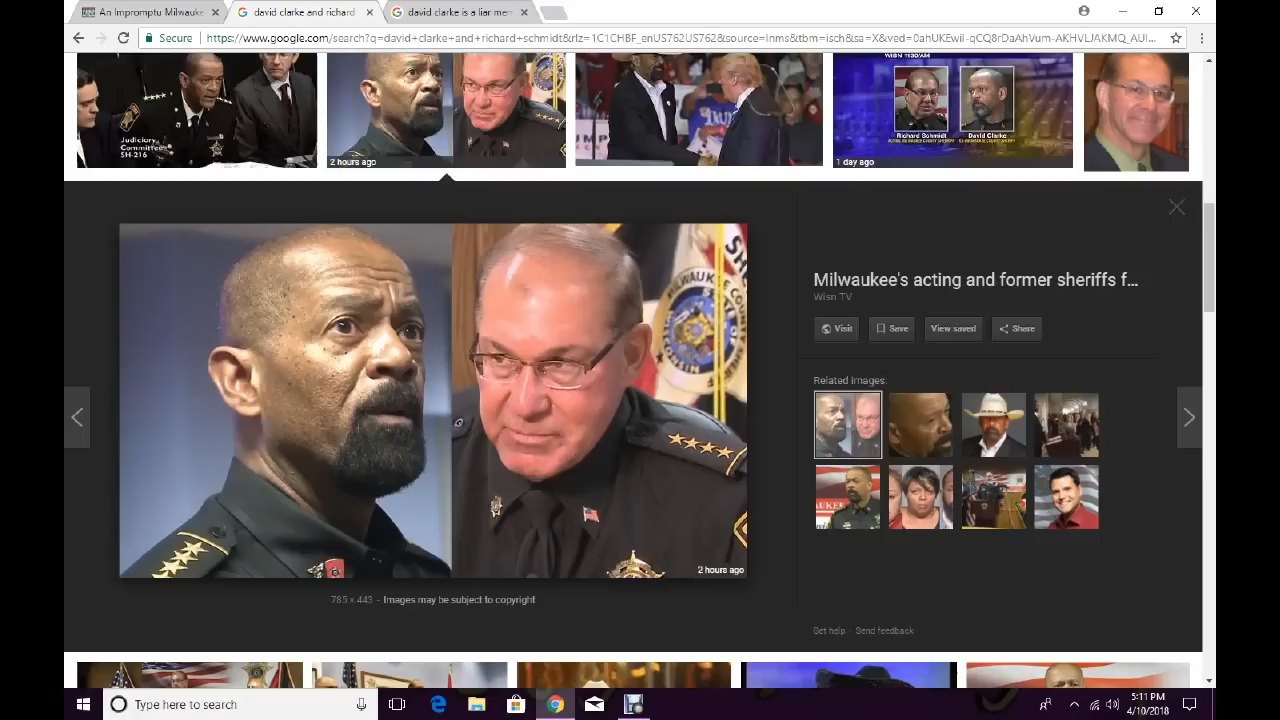 An Impromptu Milwauke
david clarke and richard
david clarke is a liar mem
Secure
https://www.google.com/search?q=david+clarke+and+richard+schmidt&rlz=1C1CHBF_enUS762US762&source=lnms&tbm=isch&sa=X&ved=0ahUKEwil-qCQ8rDaAhVum-AKHVLJAKMQ_AUI...
Judiciary
Committee
SH-216
2 hours ago
WISN 11:30AM
Richard Schmidt
David Clarke
1 day ago
Milwaukee's acting and former sheriffs f...
Wisn TV
Visit
Save
View saved
Share
Related images:
2 hours ago
785 x 443 - Images may be subject to copyright
Get help - Send feedback
Type here to search
5:11 PM
4/10/2018